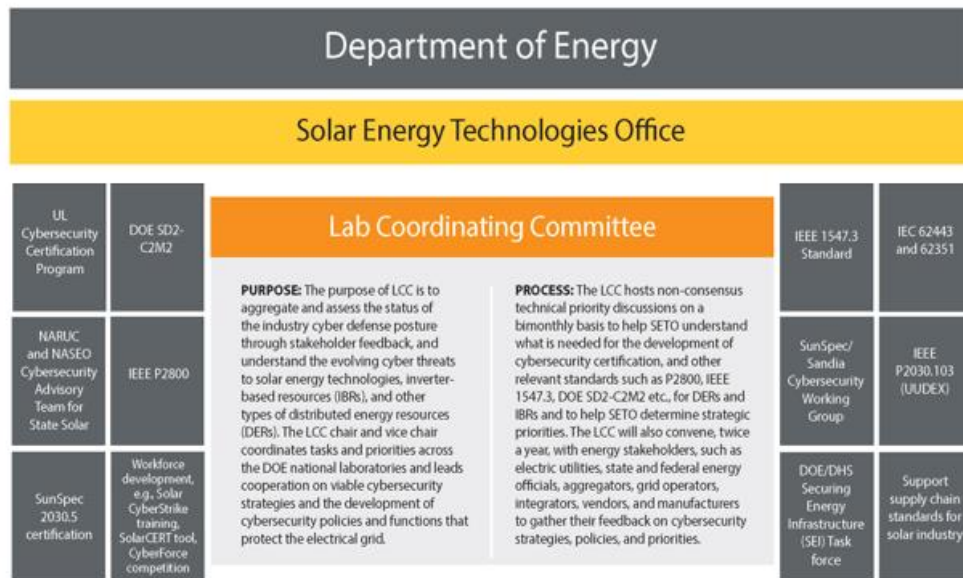 Department of Energy
Solar Energy Technologies Office
UL
Cybersecurity
Certification
Program
DOE SD2-
C2M2
NARUC
and NASEO
Cybersecurity
Advisory
Team for
State Solar
IEEE P2800
SunSpec
2030.5
certification
Workforce
development,
e.g., Solar
CyberStrike
training,
SolarCERT tool,
CyberForce
competition
Lab Coordinating Committee
PURPOSE: The purpose of LCC is to
aggregate and assess the status of
the industry cyber defense posture
through stakeholder feedback, and
understand the evolving cyber threats
to solar energy technologies, inverter-
based resources (IBRs), and other
types of distributed energy resources
(DERs). The LCC chair and vice chair
coordinates tasks and priorities across
the DOE national laboratories and leads
cooperation on viable cybersecurity
strategies and the development of
cybersecurity policies and functions that
protect the electrical grid.
PROCESS: The LCC hosts non-consensus
technical priority discussions on a
bimonthly basis to help SETO understand
what is needed for the development of
cybersecurity certification, and other
relevant standards such as P2800, IEEE
1547.3, DOE SD2-C2M2 etc., for DERs and
IBRs and to help SETO determine strategic
priorities. The LCC will also convene, twice
a year, with energy stakeholders, such as
electric utilities, state and federal energy
officials, aggregators, grid operators,
integrators, vendors, and manufacturers
to gather their feedback on cybersecurity
strategies, policies, and priorities.
IEEE 1547.3
Standard
IEC 62443
and 62351
SunSpec/
Sandia
Cybersecurity
Working
Group
IEEE
P2030.103
(UUDEX)
DOE/DHS
Securing
Energy
Infrastructure
(SEI) Task
force
Support
supply chain
standards for
solar industry